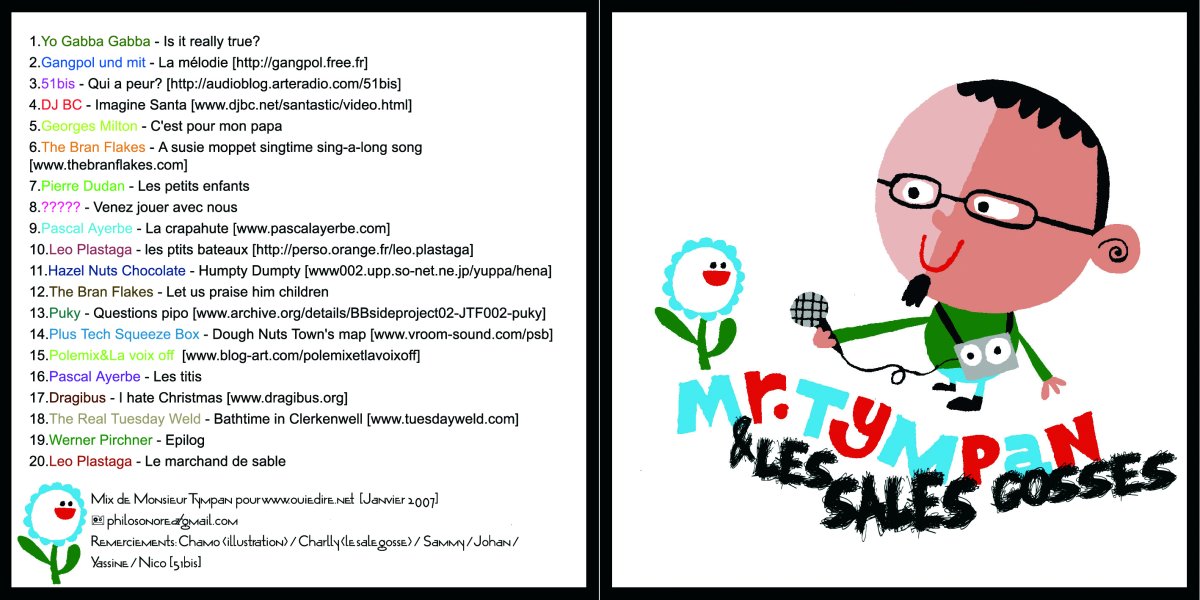 1.Yo Gabba Gabba - Is it really true?
2.Gangpol und mit - La mélodie [http://gangpol.free.fr]
3.51bis - Qui a peur? [http://audioblog.arteradio.com/51bis]
4.DJ BC - Imagine Santa [www.djbc.net/santastic/video.html]
5.Georges Milton - C'est pour mon papa
6.The Bran Flakes - A susie moppet singtime sing-a-long song
[www.thebranflakes.com]
7.Pierre Dudan - Les petits enfants
8.????? - Venez jouer avec nous
9.Pascal Ayerbe - La crapahute [www.pascalayerbe.com]
10.Leo Plastaga - les ptits bateaux [http://perso.orange.fr/leo.plastaga]
11.Hazel Nuts Chocolate - Humpty Dumpty [www002.upp.so-net.ne.jp/yuppa/hena]
12.The Bran Flakes - Let us praise him children
13.Puky - Questions pipo [www.archive.org/details/BBsideproject02-JTF002-puky]
14.Plus Tech Squeeze Box - Dough Nuts Town's map [www.vroom-sound.com/psb]
15.Polemix&La voix off [www.blog-art.com/polemixetlavoixoff]
16.Pascal Ayerbe - Les titis
17.Dragibus - I hate Christmas [www.dragibus.org]
18.The Real Tuesday Weld - Bathtime in Clerkenwell [www.tuesdayweld.com]
19.Werner Pirchner - Epilog
20.Leo Plastaga - Le marchand de sable
Mix de Monsieur Tympan pour www.ouiedire.net [Janvier 2007]
philosonore@gmail.com
Remerciements: Chamo (illustration) / Charlly (le sale gosse) / Sammy / Johan /
Yassine / Nico [51bis]
Mr. Tympan
& LES
SALES GOSSES